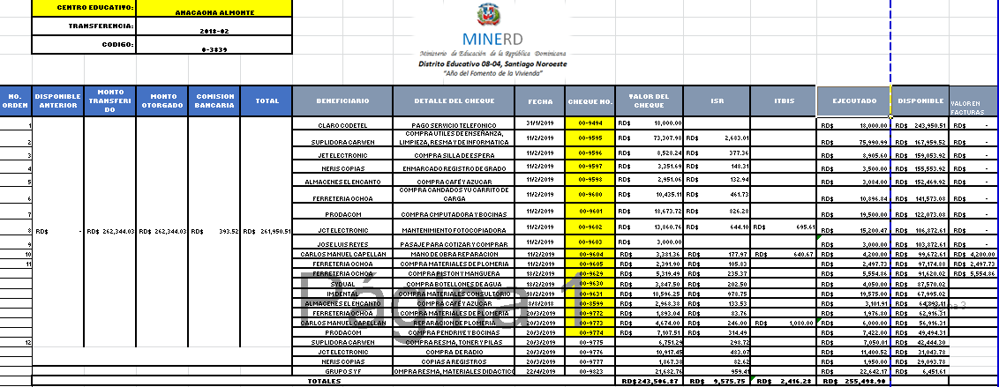 CENTRO EDUCATIVO: ANACAONA ALMONTE
TRANSFERENCIA: 2018-02
CODIGO: 0-3839
MINERD
Ministerio de Educación de la República Dominicana
Distrito Educativo 08-04, Santiago Noroeste
"Año del Fomento de la Vivienda"
NO. ORDEN DISPONIBLE ANTERIOR MONTO TRANSFERIDO MONTO OTORGADO COMISION BANCARIA TOTAL BENEFICIARIO DETALLE DEL CHEQUE FECHA CHEQUE NO. VALOR DEL CHEQUE ISR ITBIS EJECUTADO DISPONIBLE VALOR EN FACTURAS
1 CLARO CODETEL PAGO SERVICIO TELEFONICO 31/1/2019 00-9494 RD$ 18,000.00 RD$ 18,000.00 RD$ 243,950.51 RD$ -
2 SUPLIDORA CARWEN COMPRA UTILES DE ENSEÑANZA, LIMPIEZA, RESMA Y DE INFORMATICA 11/2/2019 00-9595 RD$ 73,307.98 RD$ 2,683.01 RD$ 75,990.99 RD$ 167,959.52 RD$ -
3 JET ELECTRONIC COMPRA SILLA DE ESPERA 11/2/2019 00-9596 RD$ 8,528.24 RD$ 377.36 RD$ 8,905.60 RD$ 159,053.92 RD$ -
4 NERIS COPIAS ENMARCADO REGISTRO DE GRADO 11/2/2019 00-9597 RD$ 3,351.69 RD$ 148.31 RD$ 3,500.00 RD$ 155,553.92 RD$ -
5 ALMACENES EL ENCANTO COMPRA CAFÉ Y AZUCAR 11/2/2019 00-9598 RD$ 2,951.06 RD$ 132.94 RD$ 3,084.00 RD$ 152,469.92 RD$ -
6 FERRETERIA OCHOA COMPRA CANDADOS YU CARRITO DE CARGA 11/2/2019 00-9600 RD$ 10,435.11 RD$ 461.73 RD$ 10,896.84 RD$ 141,573.08 RD$ -
7 PRODACOM COMPRA CMPUTADORA Y BOCINAS 11/2/2019 00-9601 RD$ 18,673.72 RD$ 826.28 RD$ 19,500.00 RD$ 122,073.08 RD$ -
8 RD$ - RD$ 262,344.03 RD$ 262,344.03 RD$ 393.52 RD$ 261,950.51 JCT ELECTRONIC MANTENIMIENTO FOTOCOPIADORA 11/2/2019 00-9602 RD$ 13,860.76 RD$ 644.10 RD$ 695.61 RD$ 15,200.47 RD$ 106,872.61 RD$ -
9 JOSE LUIS REYES PASAJE PARA COTIZAR Y COMPRAR 11/2/2019 00-9603 RD$ 3,000.00 RD$ 3,000.00 RD$ 103,872.61 RD$ -
10 CARLOS MANUEL CAPELLAN MANO DE OBRA REPARACION 11/2/2019 00-9604 RD$ 3,381.36 RD$ 177.97 RD$ 640.67 RD$ 4,200.00 RD$ 99,672.61 RD$ 4,200.00
11 FERRETERIA OCHOA COMPRA MATERIALES DE PLOMERIA 11/2/2019 00-9605 RD$ 2,391.90 RD$ 105.83 RD$ 2,497.73 RD$ 97,174.88 RD$ 2,497.73
FERRETERIA OCHOA COMPRA PISTON Y MANGUERA 18/2/2019 00-9629 RD$ 5,319.49 RD$ 235.37 RD$ 5,554.86 RD$ 91,620.02 RD$ 5,554.86
SYDUAL COMPRA BOTELLONES DE AGUA 18/2/2019 00-9630 RD$ 3,847.50 RD$ 202.50 RD$ 4,050.00 RD$ 87,570.02
IM DENTAL COMPRA MATERIALES CONSULTORIO 18/2/2019 00-9631 RD$ 18,596.25 RD$ 978.75 RD$ 19,575.00 RD$ 67,995.02
ALMACENES EL ENCANTO COMPRA CAFÉ Y AZUCAR 8/8/2018 00-8599 RD$ 2,968.38 RD$ 133.53 RD$ 3,101.91 RD$ 64,893.11
FERRETERIA OCHOA COMPRA MATERIALES DE PLOMERIA 20/3/2019 00-9772 RD$ 1,893.04 RD$ 83.76 RD$ 1,976.80 RD$ 62,916.31
CARLOS MANUEL CAPELLAN REPARACION DE PLOMERIA 20/3/2019 00-9773 RD$ 4,674.00 RD$ 246.00 RD$ 1,080.00 RD$ 6,000.00 RD$ 56,916.31
PRODACOM COMPRA PENDRIVE Y BOCINAS 20/3/2019 00-9774 RD$ 7,107.51 RD$ 314.49 RD$ 7,422.00 RD$ 49,494.31
12 SUPLIDORA CARWEN COMPRA RESMA, TONER Y PILAS 20/3/2019 00-9775 6,751.29 298.72 RD$ 7,050.01 RD$ 42,444.30
JCT ELECTRONIC COMPRA DE RADIO 20/3/2019 00-9776 10,917.45 483.07 RD$ 11,400.52 RD$ 31,043.78
NERIS COPIAS COPIAS A REGISTROS 20/3/2019 00-9777 1,867.38 82.62 RD$ 1,950.00 RD$ 29,093.78
GRUPO S Y F COMPRA RESMA, MATERIALES DIDACTICO 22/4/2019 00-9823 21,682.76 959.41 RD$ 22,642.17 RD$ 6,451.61
TOTALES RD$243,506.87 RD$ 9,575.75 RD$ 2,416.28 RD$ 255,498.90
Página 1